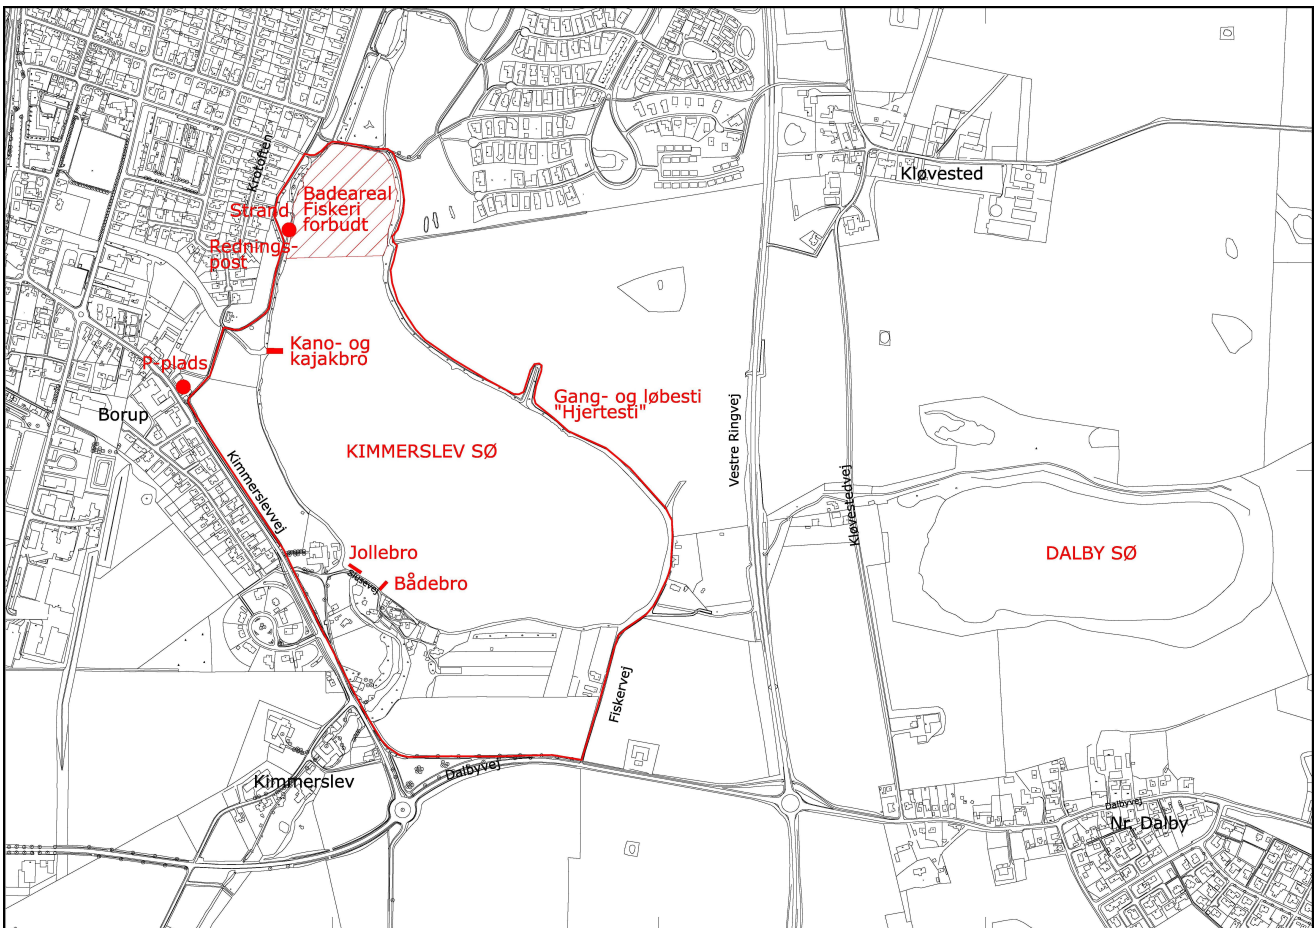 Krotoften
Kløvested
Badeareal
Fiskeri
forbudt
Strand
Rednings-
post
Kano- og
kajakbro
P-plads
Gang- og løbesti
"Hjertesti"
Borup
KIMMERSLEV SØ
Vestre Ringvej
Kløvestedvej
Kimmerslevvej
Jollebro
DALBY SØ
Slusevej
Bådebro
Fiskervej
Kimmerslev
Dalbyvej
Dalbyvej
Nr. Dalby